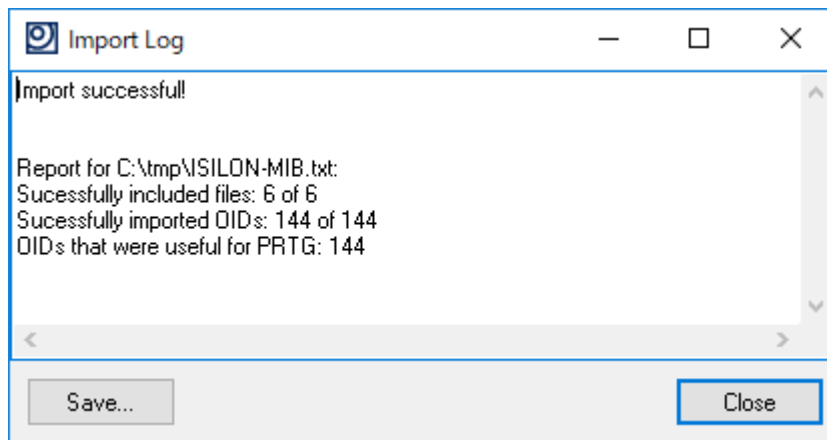 Import Log
Import successful!
Report for C:\tmp\ISILON-MIB.txt:
Sucessfully included files: 6 of 6
Sucessfully imported OIDs: 144 of 144
OIDs that were useful for PRTG: 144
Save...
Close